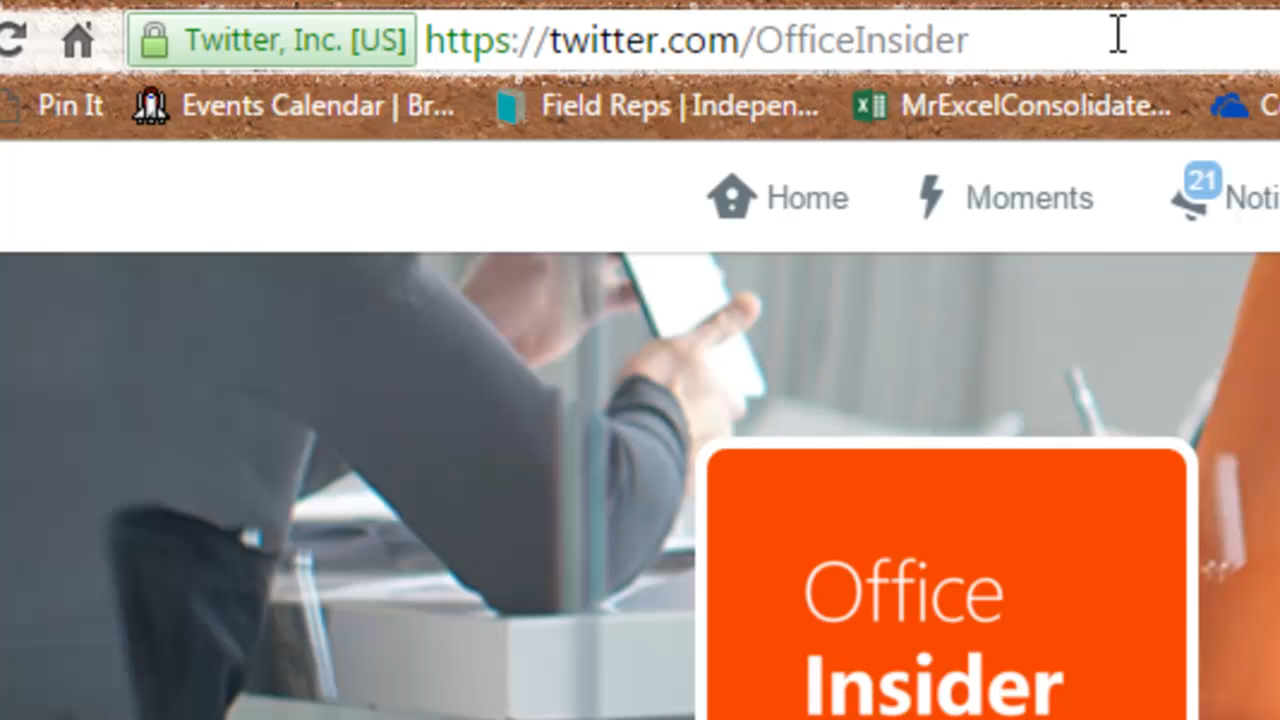 Twitter, Inc. [US] https://twitter.com/OfficeInsider
Pin It Events Calendar | Br... Field Reps | Indepen... MrExcelConsolidate... C
Home Moments 21 Noti
Office
Insider